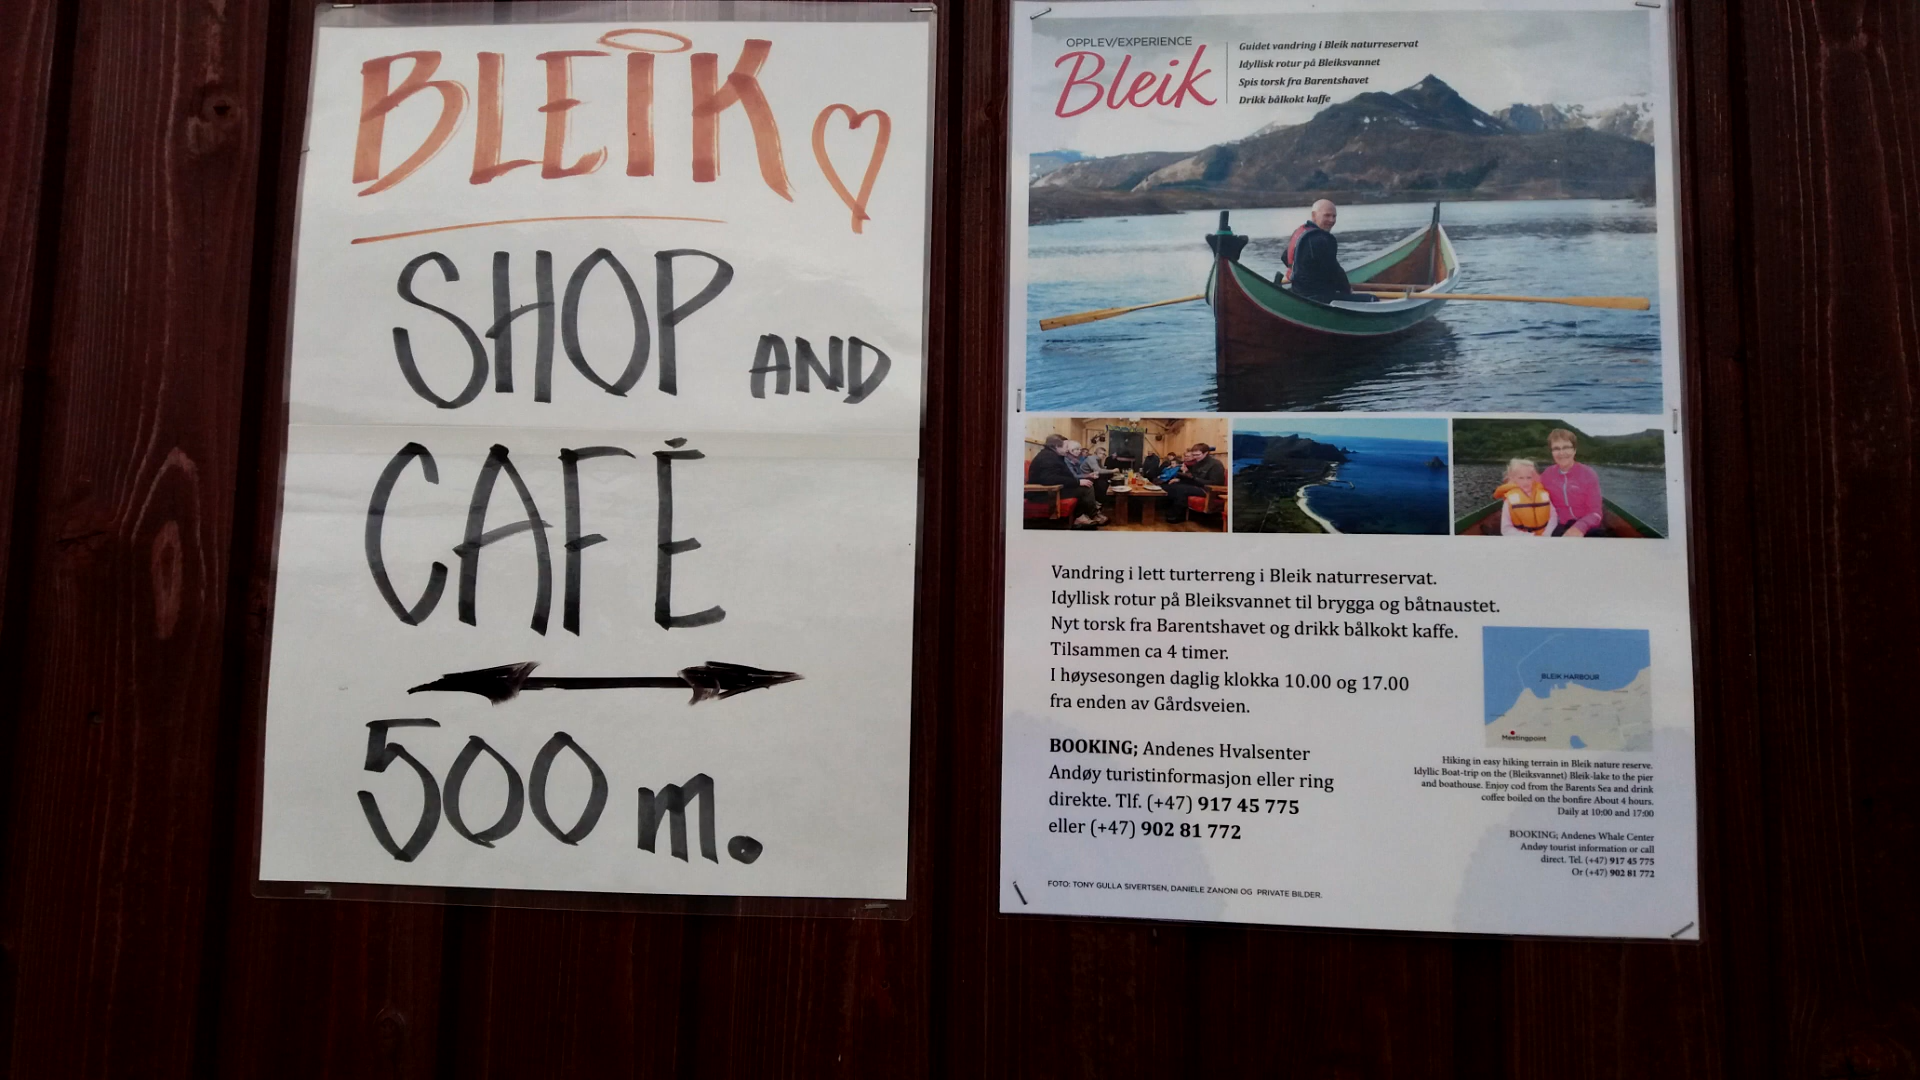 BLEIK
SHOP AND
CAFÉ
500 m.
OPPLEV/EXPERIENCE
Bleik
Guidet vandring i Bleik naturreservat
Idyllisk rotur på Bleiksvannet
Spis torsk fra Barentshavet
Drikk bålkokt kaffe
Vandring i lett turterreng i Bleik naturreservat.
Idyllisk rotur på Bleiksvannet til brygga og båtnaustet.
Nyt torsk fra Barentshavet og drikk bålkokt kaffe.
Tilsammen ca 4 timer.
I høysesongen daglig klokka 10.00 og 17.00
fra enden av Gårdsveien.
BOOKING; Andenes Hvalsenter
Andøy turistinformasjon eller ring
direkte. Tlf. (+47) 917 45 775
eller (+47) 902 81 772
BLEIK HARBOUR
Meetingpoint
Hiking in easy hiking terrain in Bleik nature reserve.
Idyllic Boat-trip on the (Bleiksvannet) Bleik-lake to the pier
and boathouse. Enjoy cod from the Barents Sea and drink
coffee boiled on the bonfire About 4 hours.
Daily at 10:00 and 17:00
BOOKING; Andenes Whale Center
Andøy tourist information or call
direct. Tel. (+47) 917 45 775
Or (+47) 902 81 772
FOTO: TONY GULLA SIVERTSEN, DANIELE ZANONI OG PRIVATE BILDER.